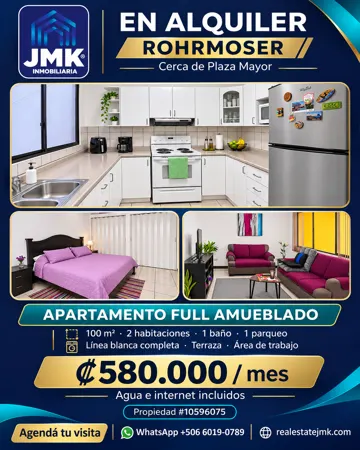 JMK
INMOBILIARIA
EN ALQUILER
ROHRMOSER
Cerca de Plaza Mayor
APARTAMENTO FULL AMUEBLADO
100 m² · 2 habitaciones · 1 baño · 1 parqueo
Línea blanca completa · Terraza · Área de trabajo
₡580.000 / mes
Agua e internet incluidos
Propiedad #10596075
Agendá tu visita
WhatsApp +506 6019-0789
realestatejmk.com